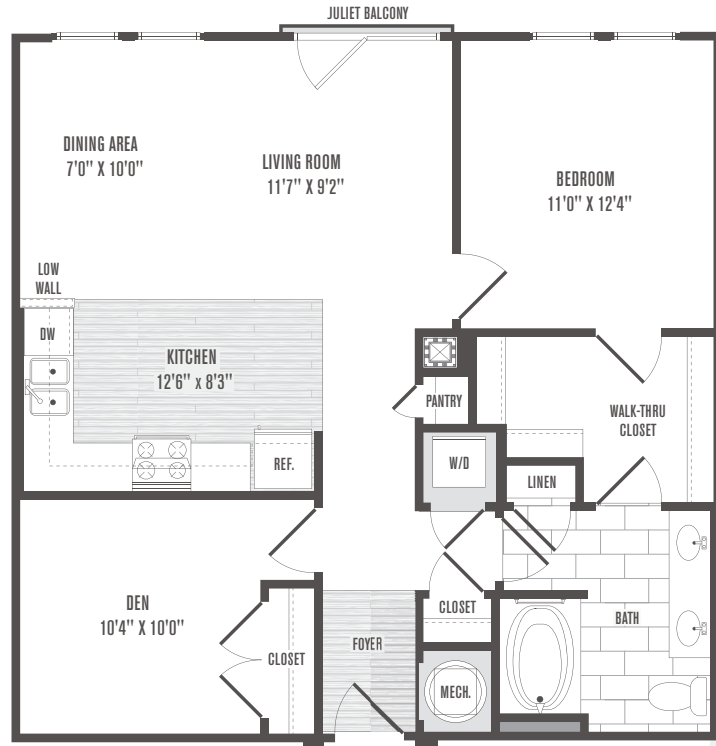 JULIET BALCONY
DINING AREA
7'0" X 10'0"
LIVING ROOM
11'7" X 9'2"
BEDROOM
11'0" X 12'4"
LOW
WALL
DW
KITCHEN
12'6" x 8'3"
REF.
PANTRY
W/D
WALK-THRU
CLOSET
LINEN
DEN
10'4" X 10'0"
CLOSET
FOYER
CLOSET
MECH.
BATH